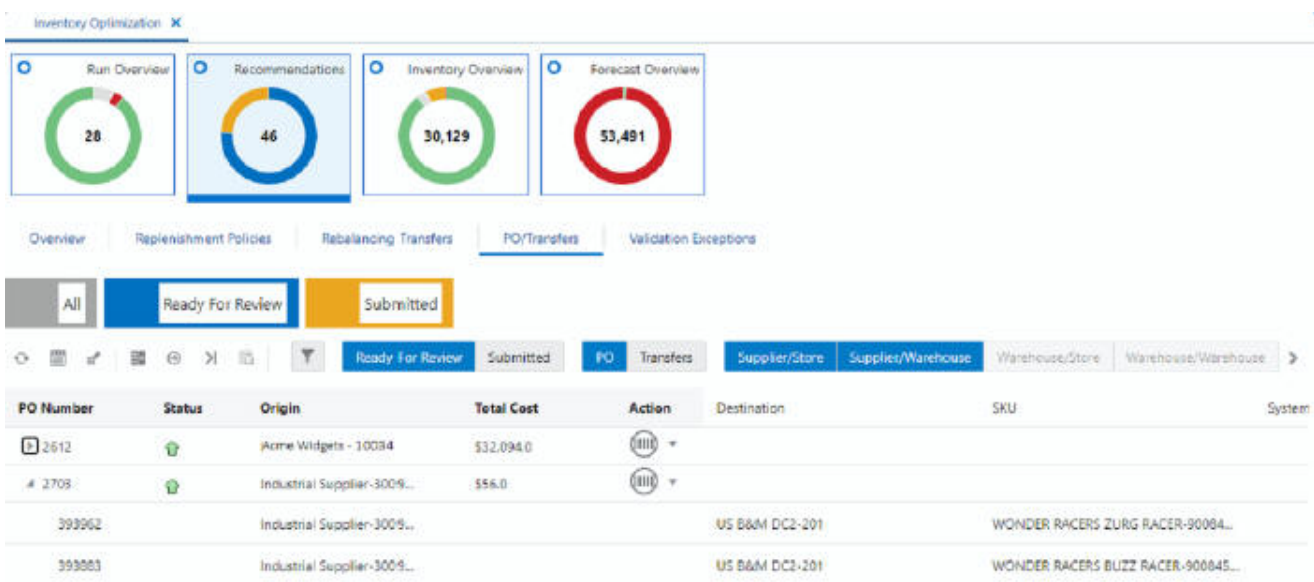 Inventory Optimization ×
Run Overview Recommendations Inventory Overview Forecast Overview
28 46 30,129 53,491
Overview Replenishment Policies Rebalancing Transfers PO/Transfers Validation Exceptions
All Ready For Review Submitted
Ready For Review Submitted PO Transfers Supplier/Store Supplier/Warehouse Warehouse/Store Warehouse/Warehouse
PO Number Status Origin Total Cost Action Destination SKU System
2612 Acme Widgets - 10034 $32,094.0
2703 Industrial Supplier-3009... $56.0
393962 Industrial Supplier-3009... US B&M DC2-201 WONDER RACERS ZURG RACER-90084...
393883 Industrial Supplier-3009... US B&M DC2-201 WONDER RACERS BUZZ RACER-900845...